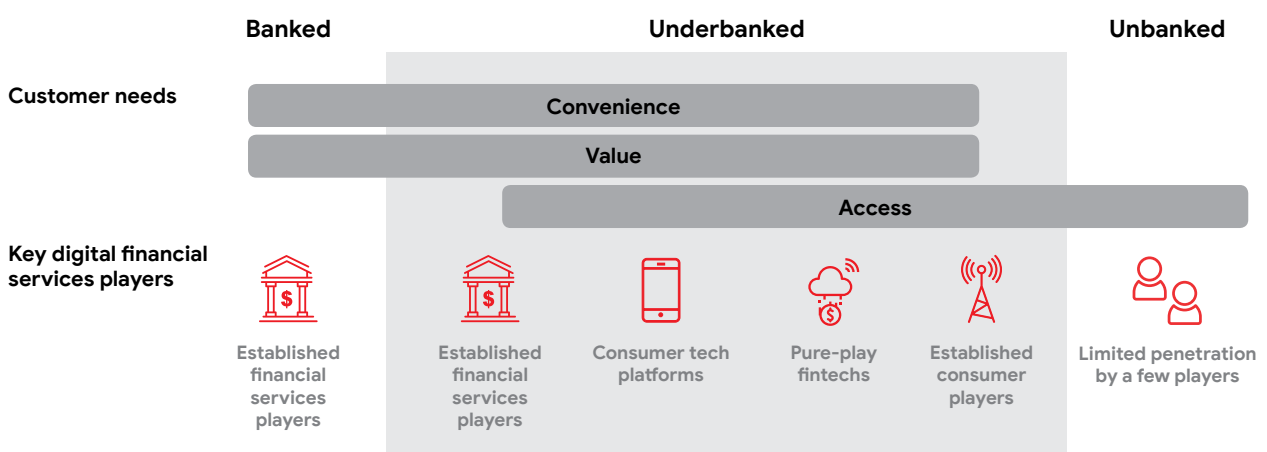 Banked
Underbanked
Unbanked
Customer needs
Convenience
Value
Access
Key digital financial
services players
$
$
$
Established
financial
services
players
Established
financial
services
players
Consumer tech
platforms
Pure-play
fintechs
Established
consumer
players
Limited penetration
by a few players